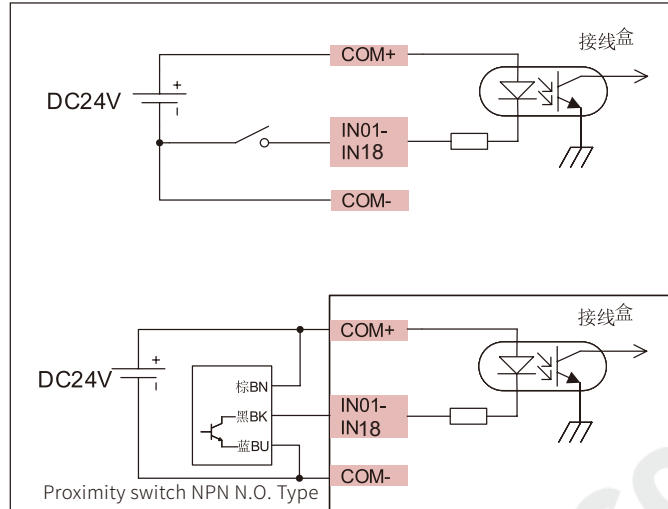 COM+
接线盒
DC24V
+
−
IN01-
IN18
COM-
COM+
接线盒
DC24V
+
−
棕BN
黑BK
蓝BU
IN01-
IN18
COM-
Proximity switch NPN N.O. Type